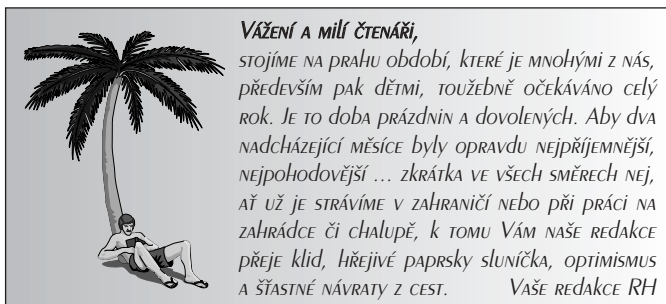 Vážení a milí čtenáři,
stojíme na prahu období, které je mnohými z nás,
především pak dětmi, toužebně očekáváno celý
rok. Je to doba prázdnin a dovolených. Aby dva
nadcházející měsíce byly opravdu nejpříjemnější,
nejpohodovější ... zkrátka ve všech směrech nej,
ať už je strávíme v zahraničí nebo při práci na
zahrádce či chalupě, k tomu Vám naše redakce
přeje klid, hřejivé paprsky sluníčka, optimismus
a šťastné návraty z cest. Vaše redakce RH